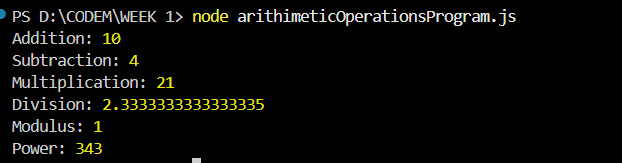 PS D:\CODEM\WEEK 1> node arithimeticOperationsProgram.js
Addition: 10
Subtraction: 4
Multiplication: 21
Division: 2.3333333333333335
Modulus: 1
Power: 343